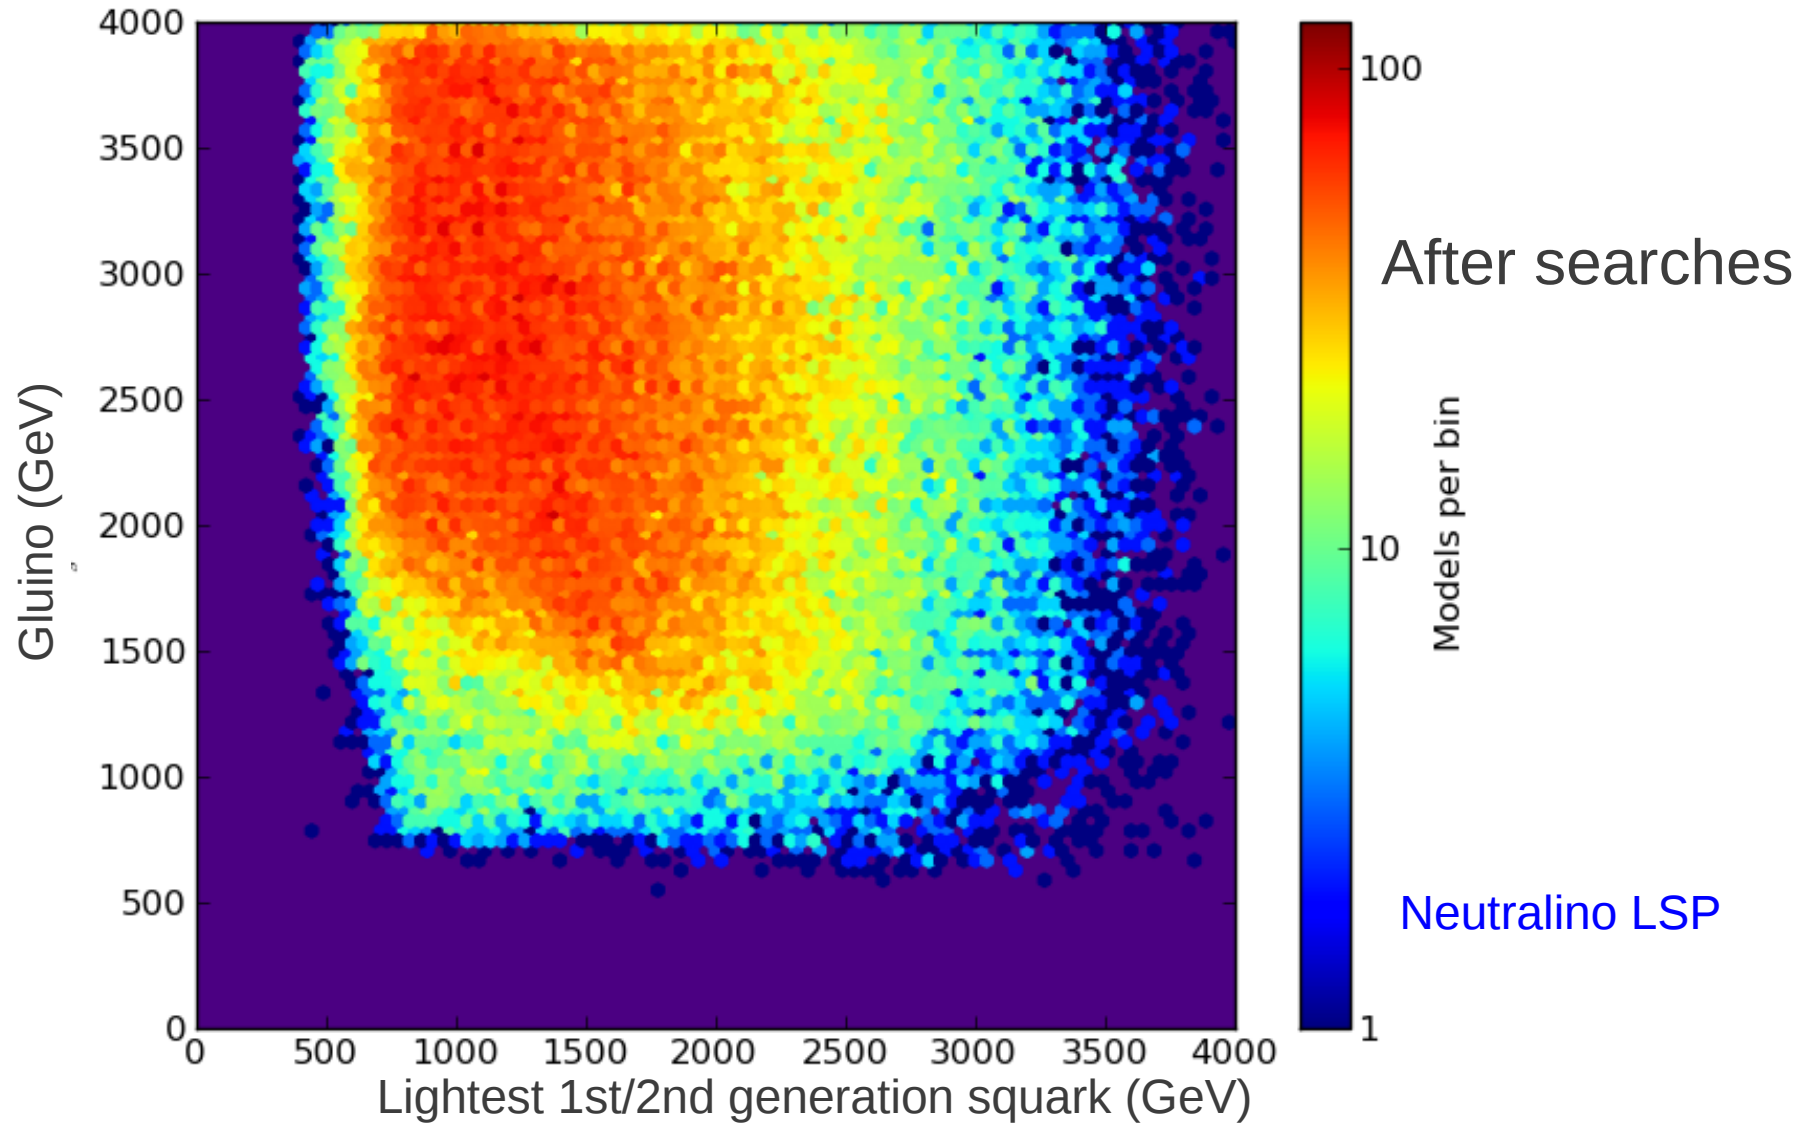 4000
3500
3000
2500
2000
1500
1000
500
0
Gluino (GeV)
0 500 1000 1500 2000 2500 3000 3500 4000
Lightest 1st/2nd generation squark (GeV)
100
10
1
Models per bin
After searches
Neutralino LSP